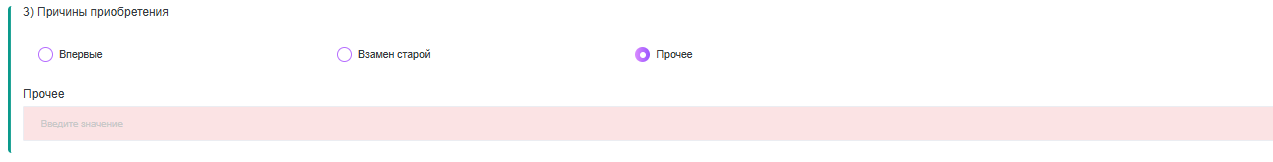 3) Причины приобретения
Впервые Взамен старой Прочее
Прочее
Введите значение